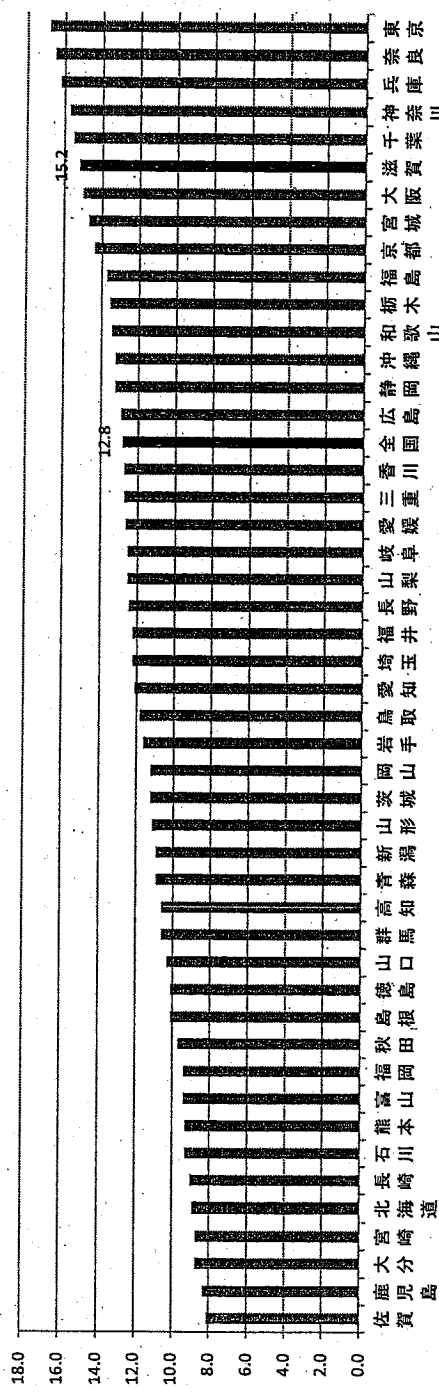 18.0
16.0
14.0
12.0
10.0
8.0
6.0
4.0
2.0
0.0
15.2
12.8
東京
奈良
兵庫
神奈川
千葉
滋賀
大阪
宮城
京都
福島
栃木
和歌山
沖縄
静岡
広島
全国
香川
三重
愛媛
岐阜
山梨
長野
福井
埼玉
愛知
鳥取
岩手
岡山
茨城
山形
新潟
青森
高知
群馬
山口
徳島
島根
秋田
福岡
富山
熊本
石川
長崎
北海道
宮崎
大分
鹿児島
佐賀